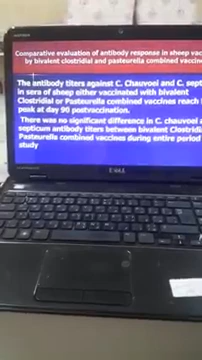 Comparative evaluation of antibody response in sheep vac
by bivalent clostridial and pasteurella combined vaccines
The antibody titers against C. Chauvoei and C. sept
in sera of sheep either vaccinated with bivalent
Clostridial or Pasteurella combined vaccines reach
peak at day 90 postvaccination.
There was no significant difference in C. chauvoei a
septicum antibody titers between bivalent Clostridia
Pasteurella combined vaccines during entire period
study
DELL